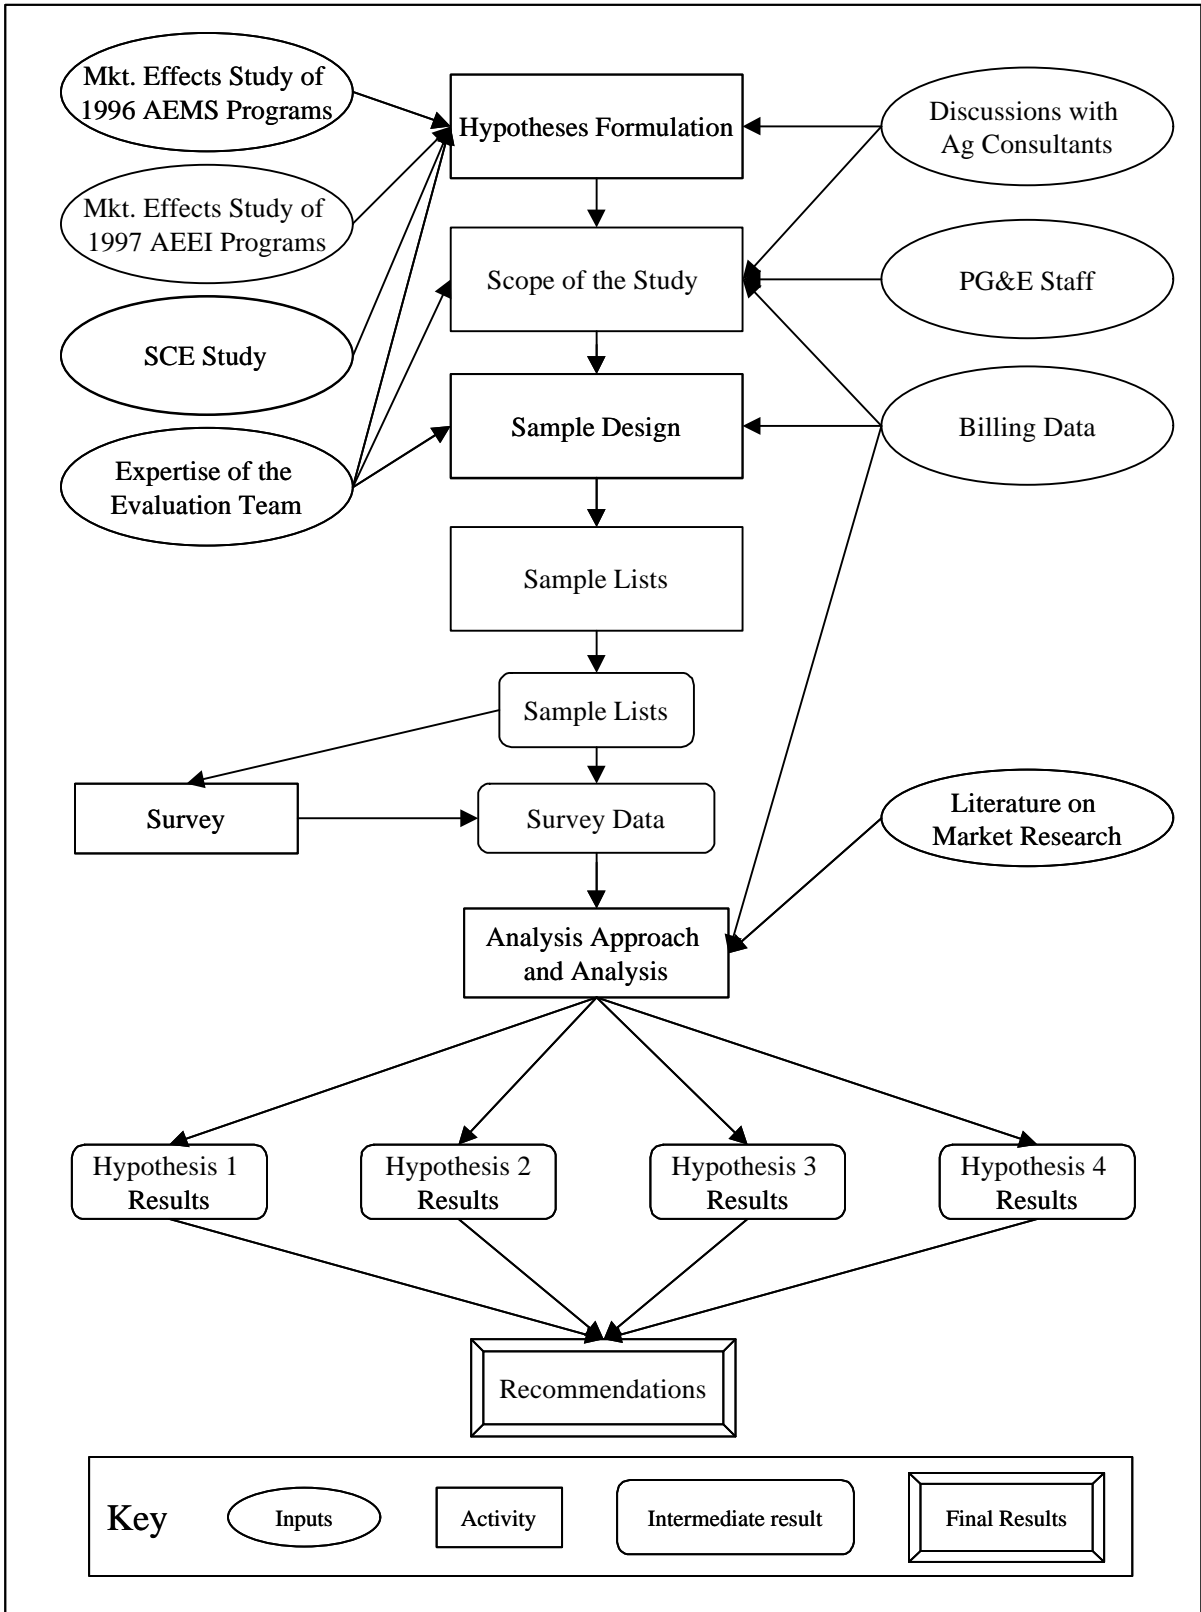 Mkt. Effects Study of
1996 AEMS Programs
Hypotheses Formulation
Discussions with
Ag Consultants
Mkt. Effects Study of
1997 AEEI Programs
Scope of the Study
PG&E Staff
SCE Study
Sample Design
Billing Data
Expertise of the
Evaluation Team
Sample Lists
Sample Lists
Survey
Survey Data
Literature on
Market Research
Analysis Approach
and Analysis
Hypothesis 1
Results
Hypothesis 2
Results
Hypothesis 3
Results
Hypothesis 4
Results
Recommendations
Key
Inputs
Activity
Intermediate result
Final Results